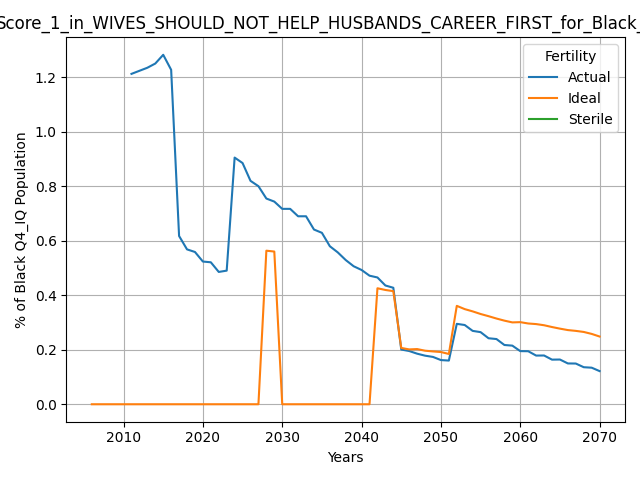 Score_1_in_WIVES_SHOULD_NOT_HELP_HUSBANDS_CAREER_FIRST_for_Black_
Fertility
Actual
Ideal
Sterile
% of Black Q4_IQ Population
1.2
1.0
0.8
0.6
0.4
0.2
0.0
2010 2020 2030 2040 2050 2060 2070
Years